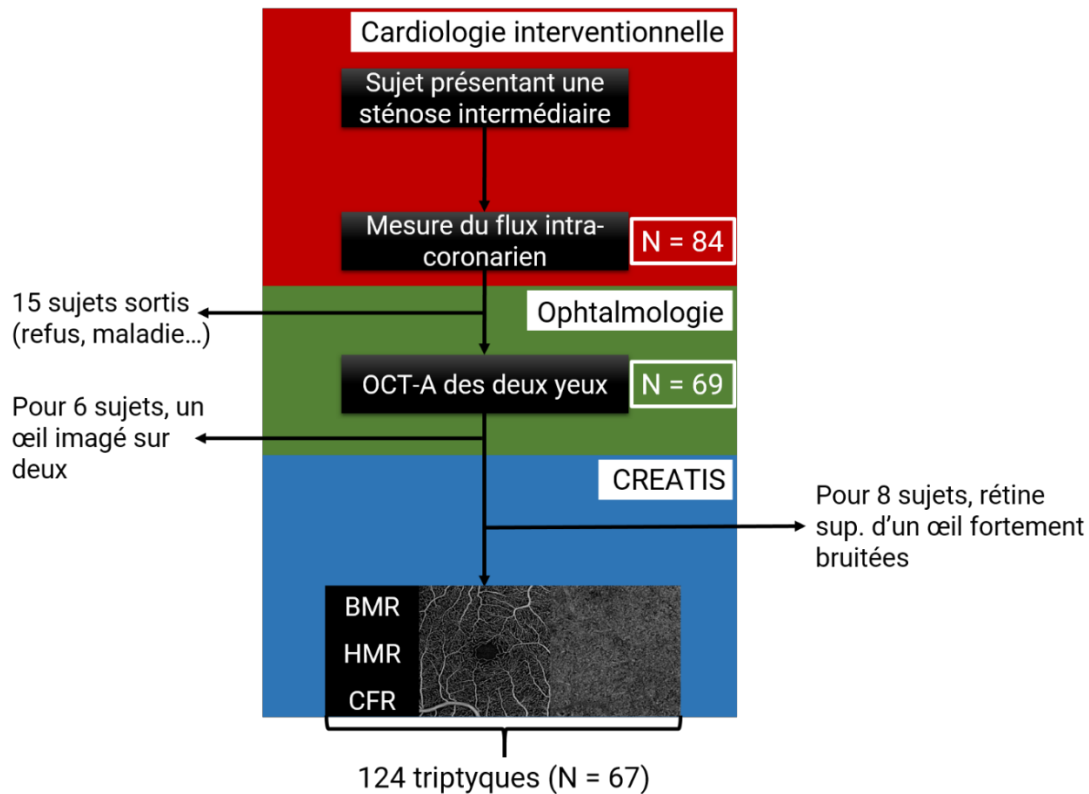 Cardiologie interventionnelle
Sujet présentant une
sténose intermédiaire
Mesure du flux intra-
coronarien
N = 84
15 sujets sortis
(refus, maladie…)
Ophtalmologie
OCT-A des deux yeux
N = 69
Pour 6 sujets, un
œil imagé sur
deux
CREATIS
Pour 8 sujets, rétine
sup. d’un œil fortement
bruitées
BMR
HMR
CFR
124 triptyques (N = 67)